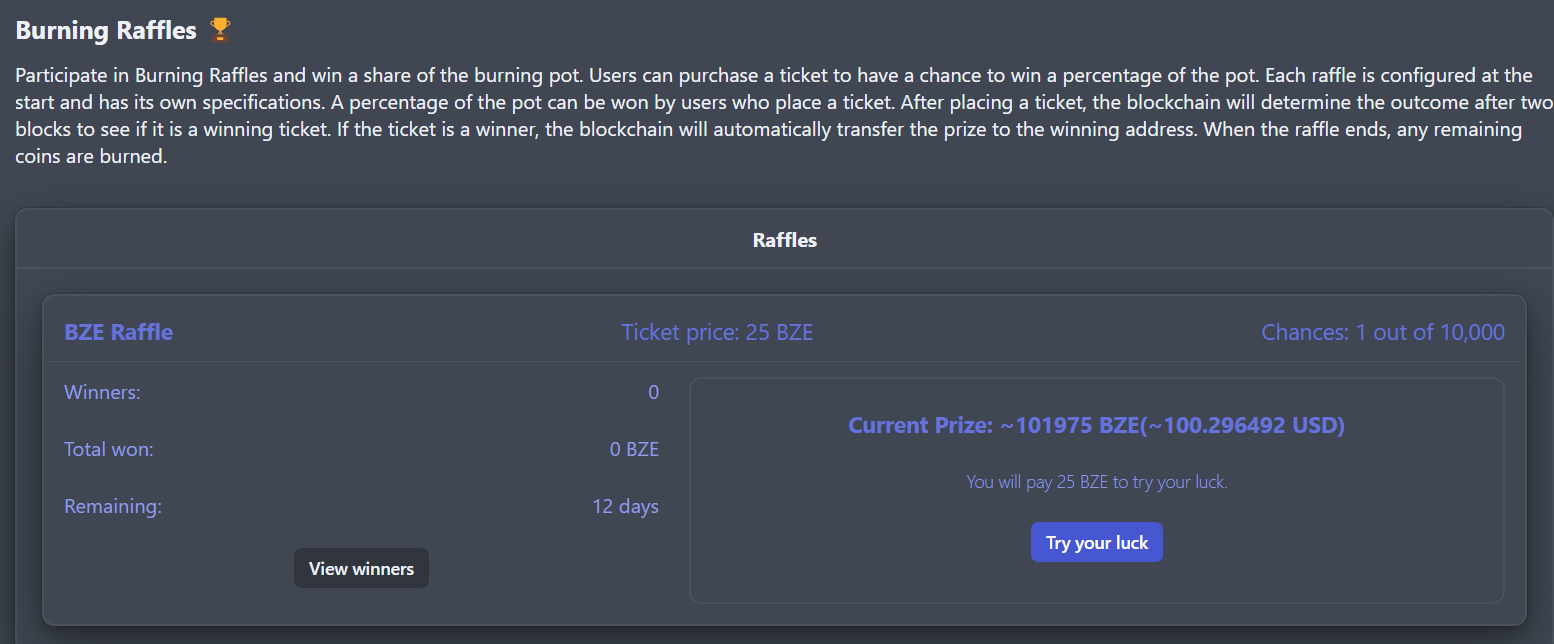 Burning Raffles 🏆
Participate in Burning Raffles and win a share of the burning pot. Users can purchase a ticket to have a chance to win a percentage of the pot. Each raffle is configured at the
start and has its own specifications. A percentage of the pot can be won by users who place a ticket. After placing a ticket, the blockchain will determine the outcome after two
blocks to see if it is a winning ticket. If the ticket is a winner, the blockchain will automatically transfer the prize to the winning address. When the raffle ends, any remaining
coins are burned.
Raffles
BZE Raffle Ticket price: 25 BZE Chances: 1 out of 10,000
Winners: 0
Total won: 0 BZE
Remaining: 12 days
View winners
Current Prize: ~101975 BZE(~100.296492 USD)
You will pay 25 BZE to try your luck.
Try your luck